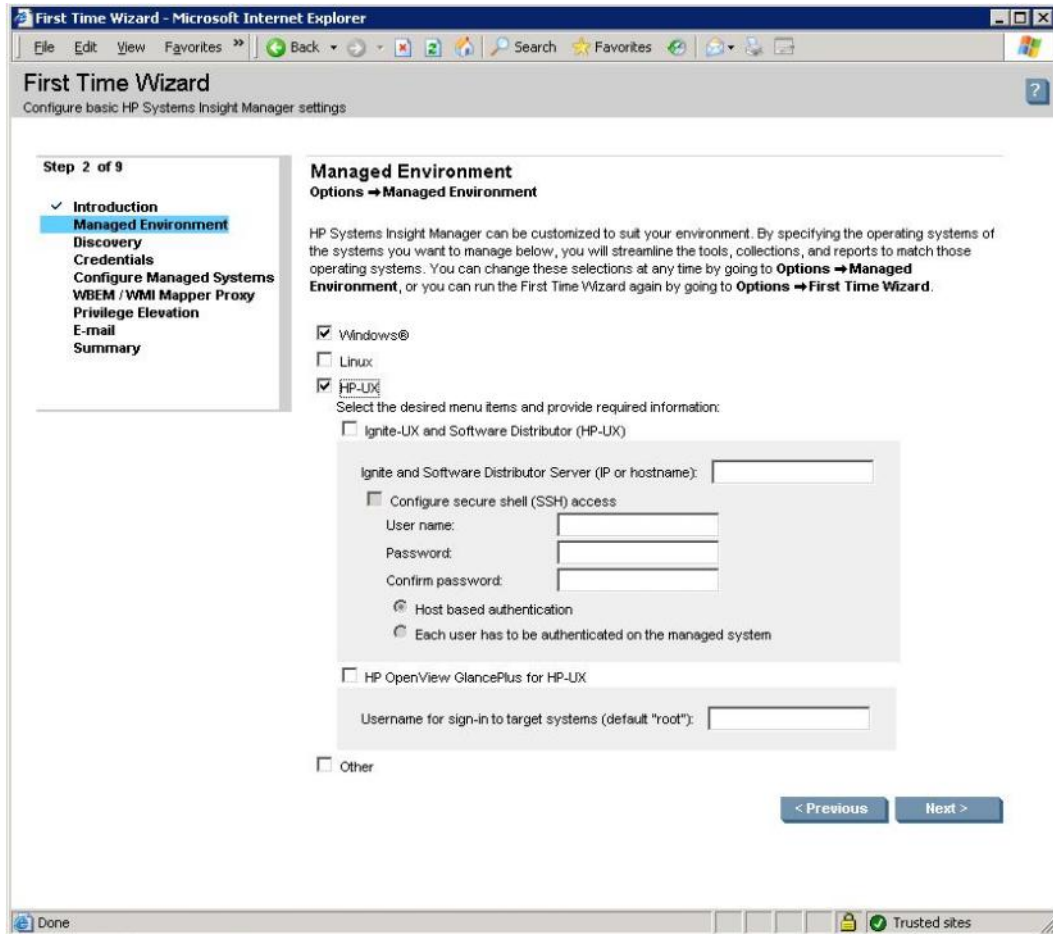 First Time Wizard - Microsoft Internet Explorer
File Edit View Favorites » Back Search Favorites
First Time Wizard
?
Configure basic HP Systems Insight Manager settings
Step 2 of 9
Introduction
Managed Environment
Discovery
Credentials
Configure Managed Systems
WBEM / WMI Mapper Proxy
Privilege Elevation
E-mail
Summary
Managed Environment
Options ➔ Managed Environment
HP Systems Insight Manager can be customized to suit your environment. By specifying the operating systems of
the systems you want to manage below, you will streamline the tools, collections, and reports to match those
operating systems. You can change these selections at any time by going to Options ➔ Managed
Environment, or you can run the First Time Wizard again by going to Options ➔ First Time Wizard.
Windows®
Linux
HP-UX
Select the desired menu items and provide required information:
Ignite-UX and Software Distributor (HP-UX)
Ignite and Software Distributor Server (IP or hostname):
Configure secure shell (SSH) access
User name:
Password:
Confirm password:
Host based authentication
Each user has to be authenticated on the managed system
HP OpenView GlancePlus for HP-UX
Username for sign-in to target systems (default "root"):
Other
< Previous Next >
Done Trusted sites